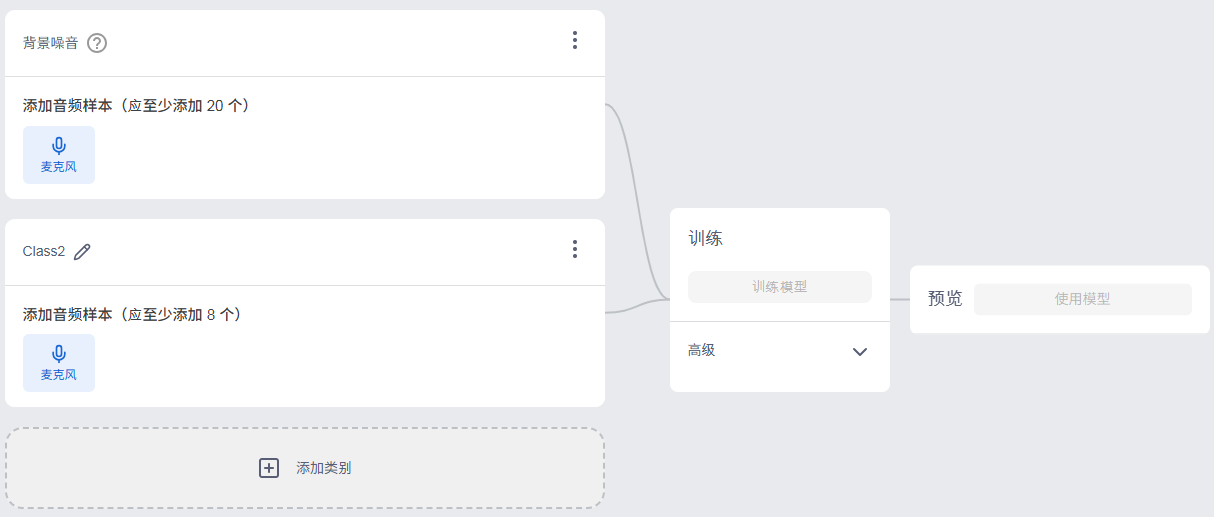 背景噪音
添加音频样本（应至少添加 20 个）
麦克风
Class2
添加音频样本（应至少添加 8 个）
麦克风
添加类别
训练
训练模型
高级
预览
使用模型